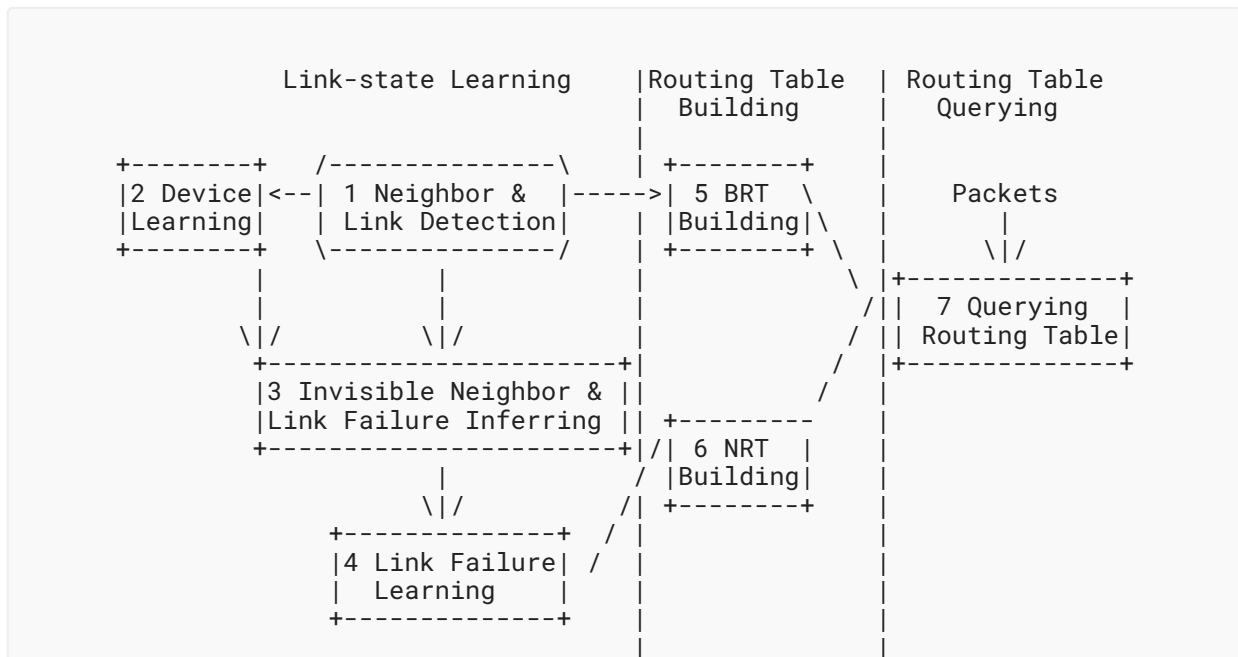 Link-state Learning |Routing Table | Routing Table
| Building | Querying
| |
+--------+ /---------------\ | +--------+ |
|2 Device|<--| 1 Neighbor & |----->| 5 BRT \ | Packets
|Learning| | Link Detection| | |Building|\ | |
+--------+ \---------------/ | +--------+ \ | \|/
| | | \ |+--------------+
| | | /|| 7 Querying |
\|/ \|/ | / || Routing Table|
+-----------------------+| / |+--------------+
|3 Invisible Neighbor & || / |
|Link Failure Inferring || +--------- |
+-----------------------+|/| 6 NRT | |
| / |Building| |
\|/ /| +--------+ |
+--------------+ / | |
|4 Link Failure| / | |
| Learning | | |
+--------------+ | |
| |